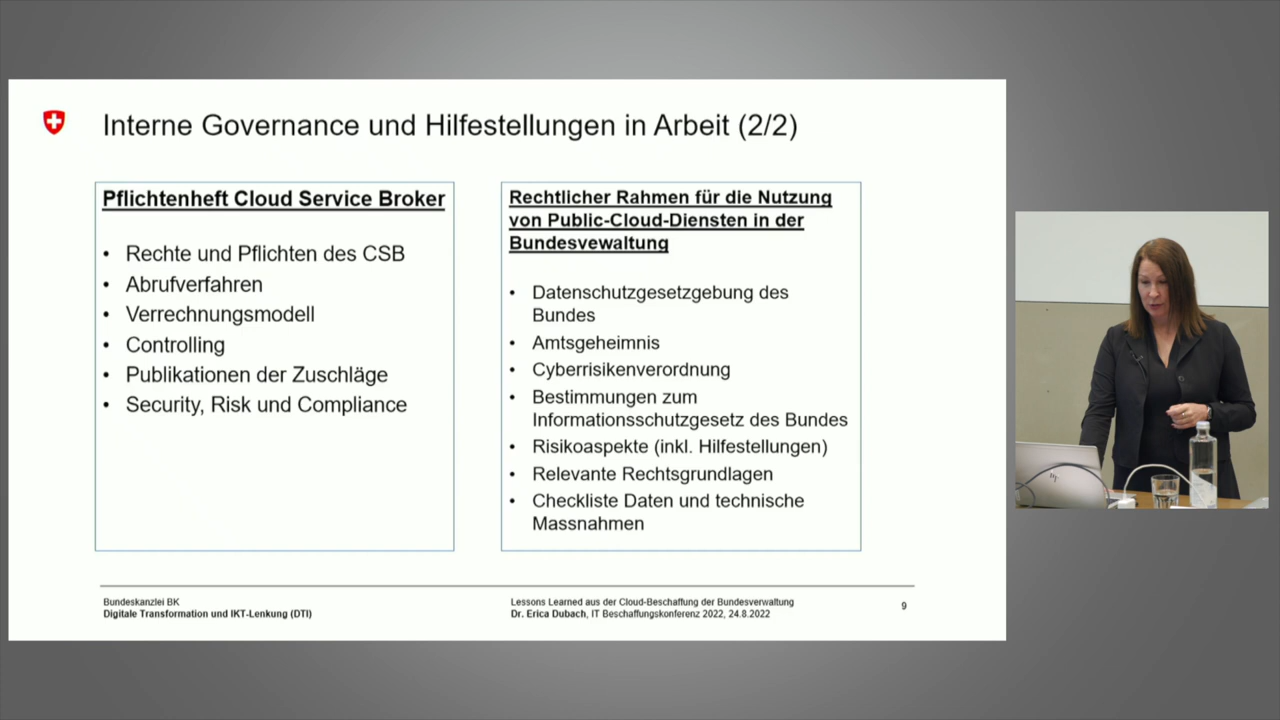 Interne Governance und Hilfestellungen in Arbeit (2/2)
Pflichtenheft Cloud Service Broker
• Rechte und Pflichten des CSB
• Abrufverfahren
• Verrechnungsmodell
• Controlling
• Publikationen der Zuschläge
• Security, Risk und Compliance
Rechtlicher Rahmen für die Nutzung
von Public-Cloud-Diensten in der
Bundesvewaltung
• Datenschutzgesetzgebung des
Bundes
• Amtsgeheimnis
• Cyberrisikenverordnung
• Bestimmungen zum
Informationsschutzgesetz des Bundes
• Risikoaspekte (inkl. Hilfestellungen)
• Relevante Rechtsgrundlagen
• Checkliste Daten und technische
Massnahmen
Bundeskanzlei BK
Digitale Transformation und IKT-Lenkung (DTI)
Lessons Learned aus der Cloud-Beschaffung der Bundesverwaltung
Dr. Erica Dubach, IT Beschaffungskonferenz 2022, 24.8.2022
9